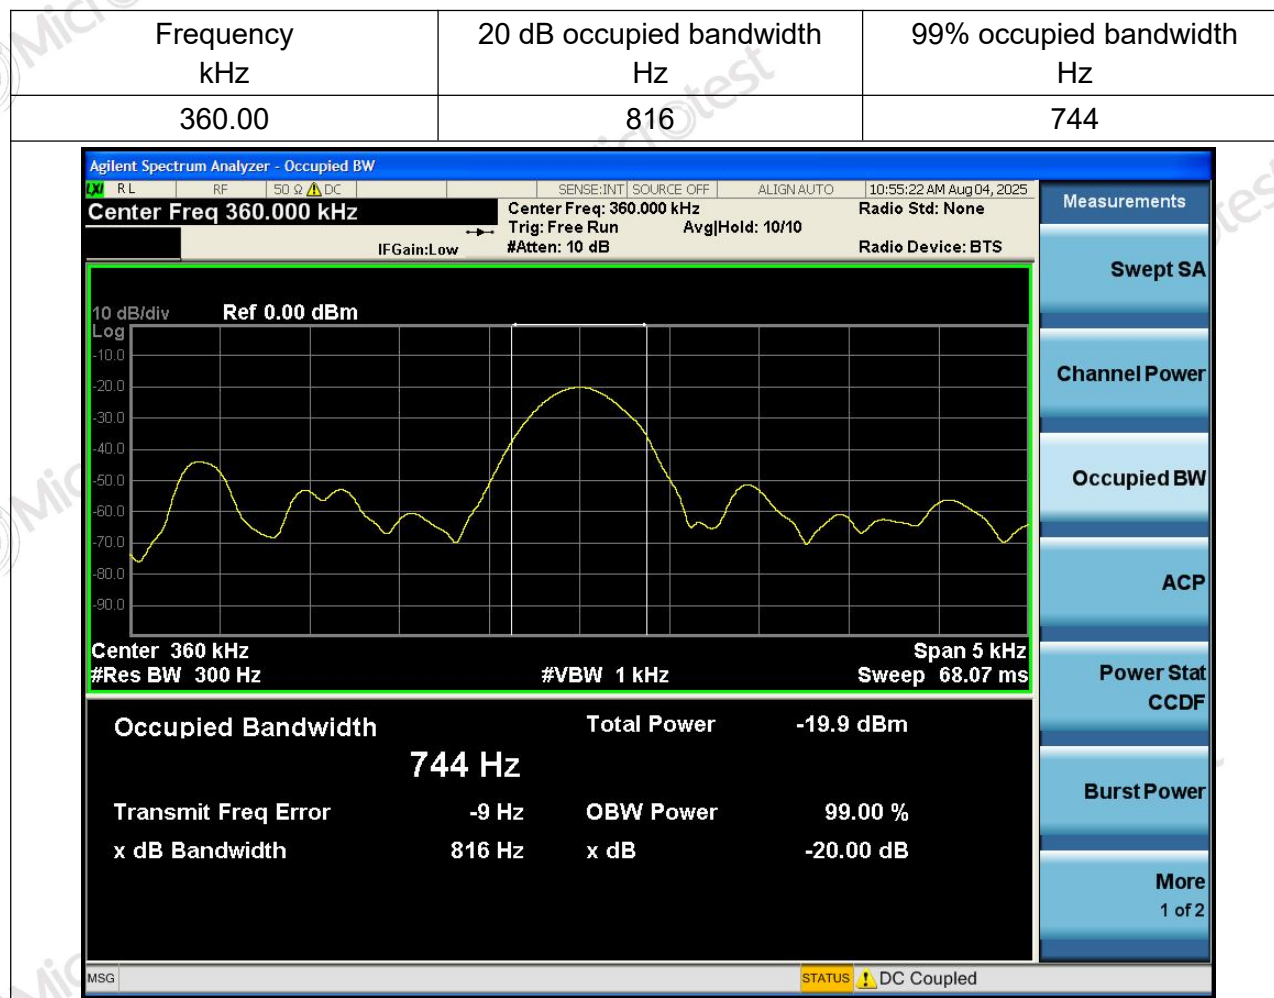 Frequency
kHz
20 dB occupied bandwidth
Hz
99% occupied bandwidth
Hz
360.00
816
744
Agilent Spectrum Analyzer - Occupied BW
LXI RL RF 50 Ω DC SENSE:INT SOURCE OFF ALIGN AUTO 10:55:22 AM Aug 04, 2025
Center Freq 360.000 kHz
Center Freq: 360.000 kHz
Radio Std: None
Trig: Free Run Avg|Hold: 10/10
IFGain:Low
#Atten: 10 dB
Radio Device: BTS
10 dB/div Ref 0.00 dBm
Log
-10.0
-20.0
-30.0
-40.0
-50.0
-60.0
-70.0
-80.0
-90.0
Center 360 kHz Span 5 kHz
#Res BW 300 Hz #VBW 1 kHz Sweep 68.07 ms
Occupied Bandwidth Total Power -19.9 dBm
744 Hz
Transmit Freq Error -9 Hz OBW Power 99.00 %
x dB Bandwidth 816 Hz x dB -20.00 dB
MSG STATUS DC Coupled
Measurements
Swept SA
Channel Power
Occupied BW
ACP
Power Stat
CCDF
Burst Power
More
1 of 2
Microtest